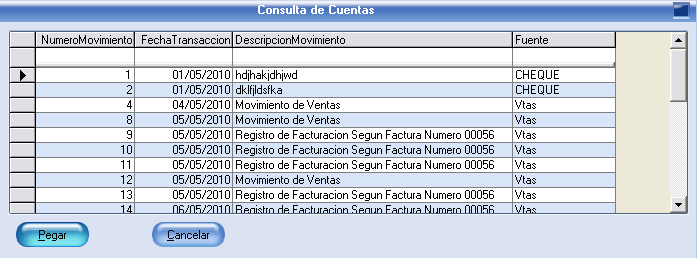 Consulta de Cuentas
NumeroMovimiento FechaTransaccion DescripcionMovimiento Fuente
1 01/05/2010 hdjhakjdhjwd CHEQUE
2 01/05/2010 dklfjldsfka CHEQUE
4 04/05/2010 Movimiento de Ventas Vtas
8 05/05/2010 Movimiento de Ventas Vtas
9 05/05/2010 Registro de Facturacion Segun Factura Numero 00056 Vtas
10 05/05/2010 Registro de Facturacion Segun Factura Numero 00056 Vtas
11 05/05/2010 Registro de Facturacion Segun Factura Numero 00056 Vtas
12 05/05/2010 Movimiento de Ventas Vtas
13 05/05/2010 Registro de Facturacion Segun Factura Numero 00056 Vtas
14 06/05/2010 Registro de Facturacion Segun Factura Numero 00056 Vtas
Pegar Cancelar